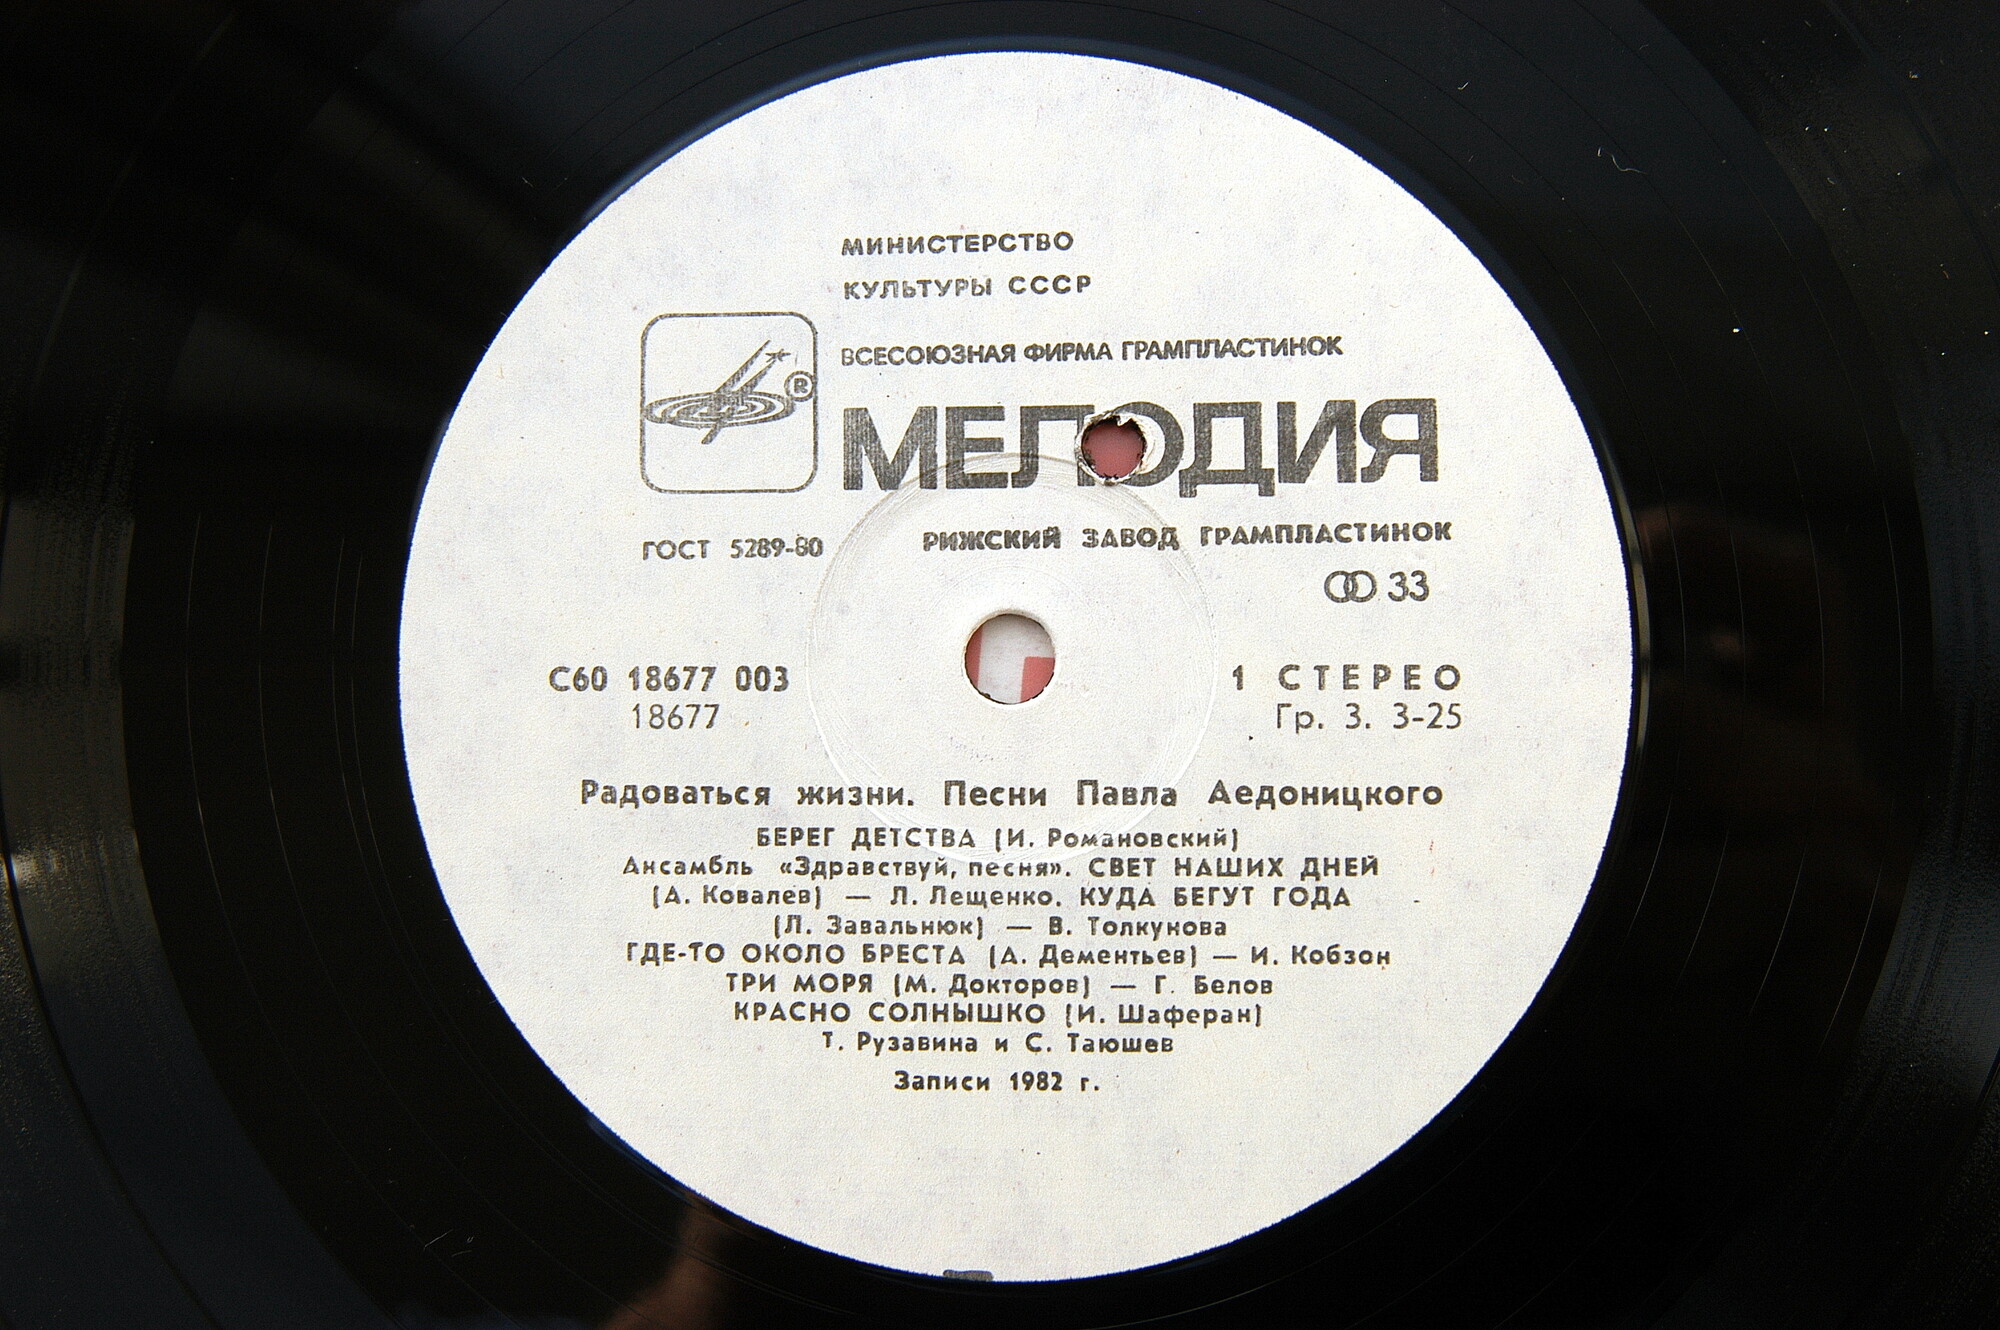 МИНИСТЕРСТВО
КУЛЬТУРЫ СССР
ВСЕСОЮЗНАЯ ФИРМА ГРАМПЛАСТИНОК
®
МЕЛОДИЯ
ГОСТ 5289-80
РИЖСКИЙ ЗАВОД ГРАМПЛАСТИНОК
33
С60 18677 003
1 СТЕРЕО
18677
Гр. 3. 3-25
Радоваться жизни. Песни Павла Аедоницкого
БЕРЕГ ДЕТСТВА (И. Романовский)
Ансамбль «Здравствуй, песня». СВЕТ НАШИХ ДНЕЙ
(А. Ковалев) — Л. Лещенко. КУДА БЕГУТ ГОДА
(Л. Завальнюк) — В. Толкунова
ГДЕ-ТО ОКОЛО БРЕСТА (А. Дементьев) — И. Кобзон
ТРИ МОРЯ (М. Докторов) — Г. Белов
КРАСНО СОЛНЫШКО (И. Шаферан)
Т. Рузавина и С. Таюшев
Записи 1982 г.